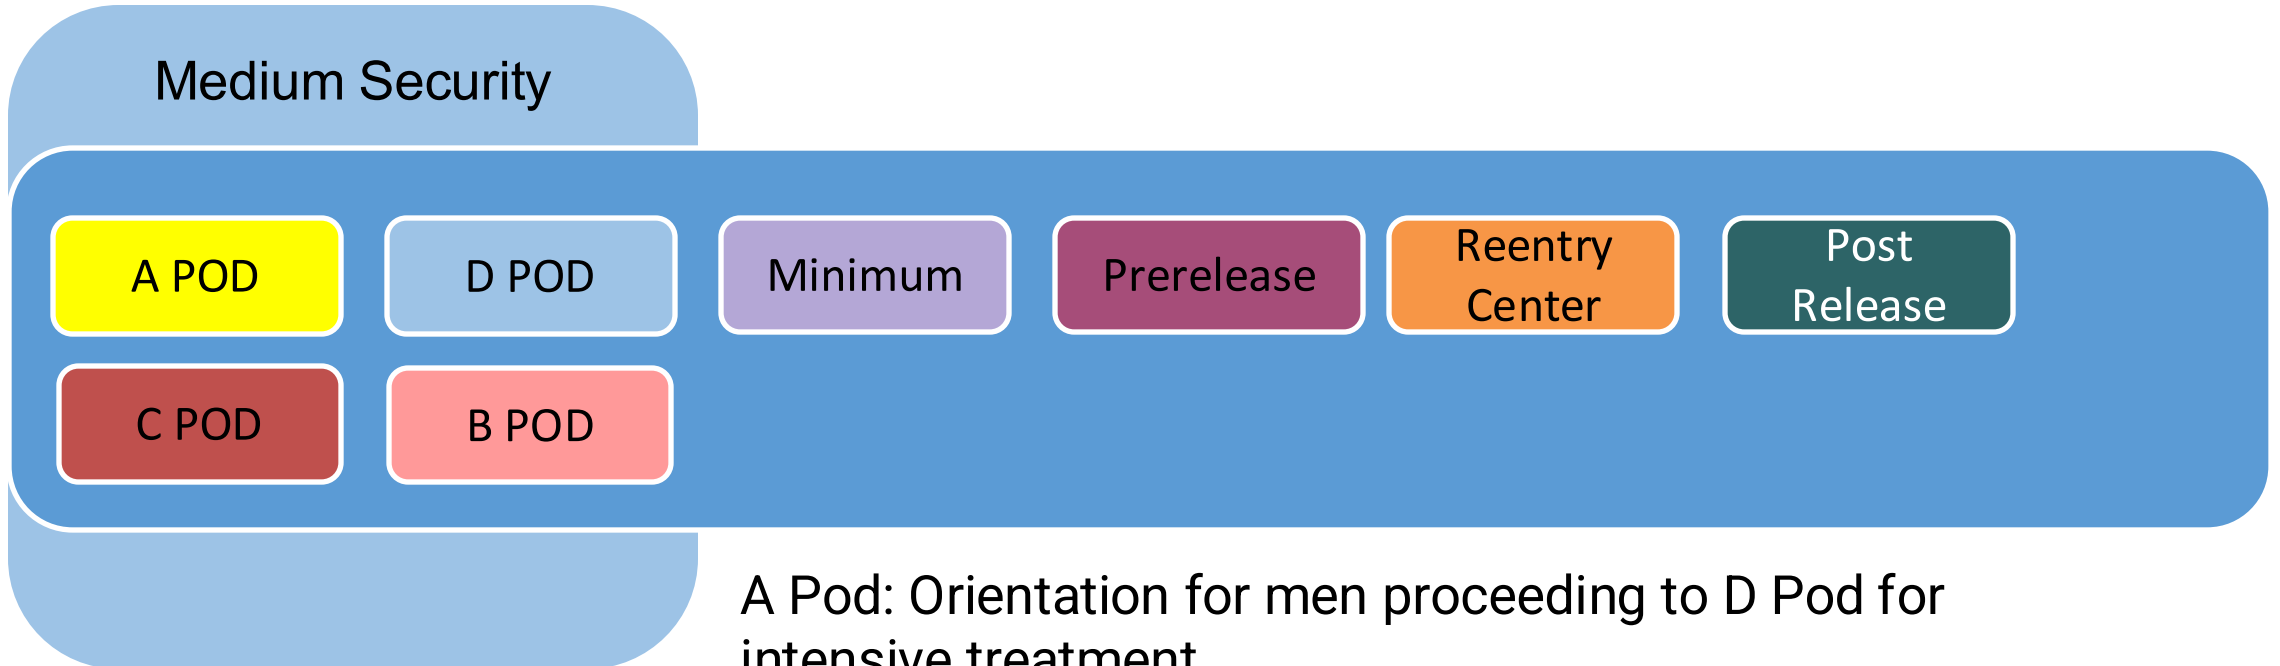 Medium Security
A POD
D POD
Minimum
Prerelease
Reentry
Center
Post
Release
C POD
B POD
A Pod: Orientation for men proceeding to D Pod for
intensive treatment